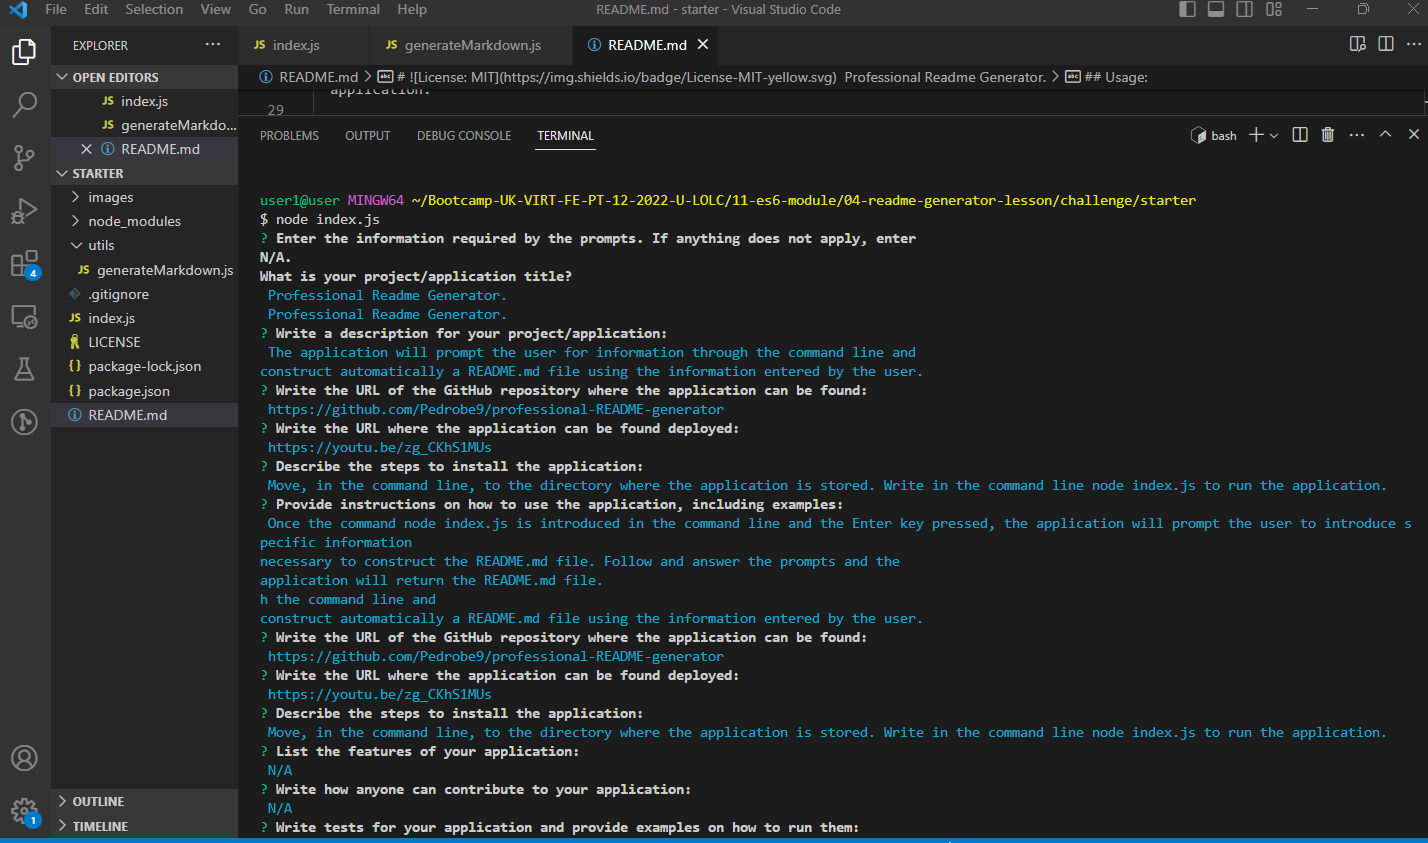 File Edit Selection View Go Run Terminal Help README.md - starter - Visual Studio Code
EXPLORER ...
JS index.js JS generateMarkdown.js README.md
OPEN EDITORS
JS index.js
JS generateMarkdo...
README.md
STARTER
images
node_modules
utils
JS generateMarkdown.js
.gitignore
JS index.js
LICENSE
{} package-lock.json
{} package.json
README.md
OUTLINE
TIMELINE
4
1
README.md > abc # ![License: MIT](https://img.shields.io/badge/License-MIT-yellow.svg) Professional Readme Generator. > abc ## Usage:
application.
29
PROBLEMS OUTPUT DEBUG CONSOLE TERMINAL bash
user1@user MINGW64 ~/Bootcamp-UK-VIRT-FE-PT-12-2022-U-LOLC/11-es6-module/04-readme-generator-lesson/challenge/starter
$ node index.js
? Enter the information required by the prompts. If anything does not apply, enter
N/A.
What is your project/application title?
Professional Readme Generator.
Professional Readme Generator.
? Write a description for your project/application:
The application will prompt the user for information through the command line and
construct automatically a README.md file using the information entered by the user.
? Write the URL of the GitHub repository where the application can be found:
https://github.com/Pedrobe9/professional-README-generator
? Write the URL where the application can be found deployed:
https://youtu.be/zg_CKhS1MUs
? Describe the steps to install the application:
Move, in the command line, to the directory where the application is stored. Write in the command line node index.js to run the application.
? Provide instructions on how to use the application, including examples:
Once the command node index.js is introduced in the command line and the Enter key pressed, the application will prompt the user to introduce s
pecific information
necessary to construct the README.md file. Follow and answer the prompts and the
application will return the README.md file.
h the command line and
construct automatically a README.md file using the information entered by the user.
? Write the URL of the GitHub repository where the application can be found:
https://github.com/Pedrobe9/professional-README-generator
? Write the URL where the application can be found deployed:
https://youtu.be/zg_CKhS1MUs
? Describe the steps to install the application:
Move, in the command line, to the directory where the application is stored. Write in the command line node index.js to run the application.
? List the features of your application:
N/A
? Write how anyone can contribute to your application:
N/A
? Write tests for your application and provide examples on how to run them: